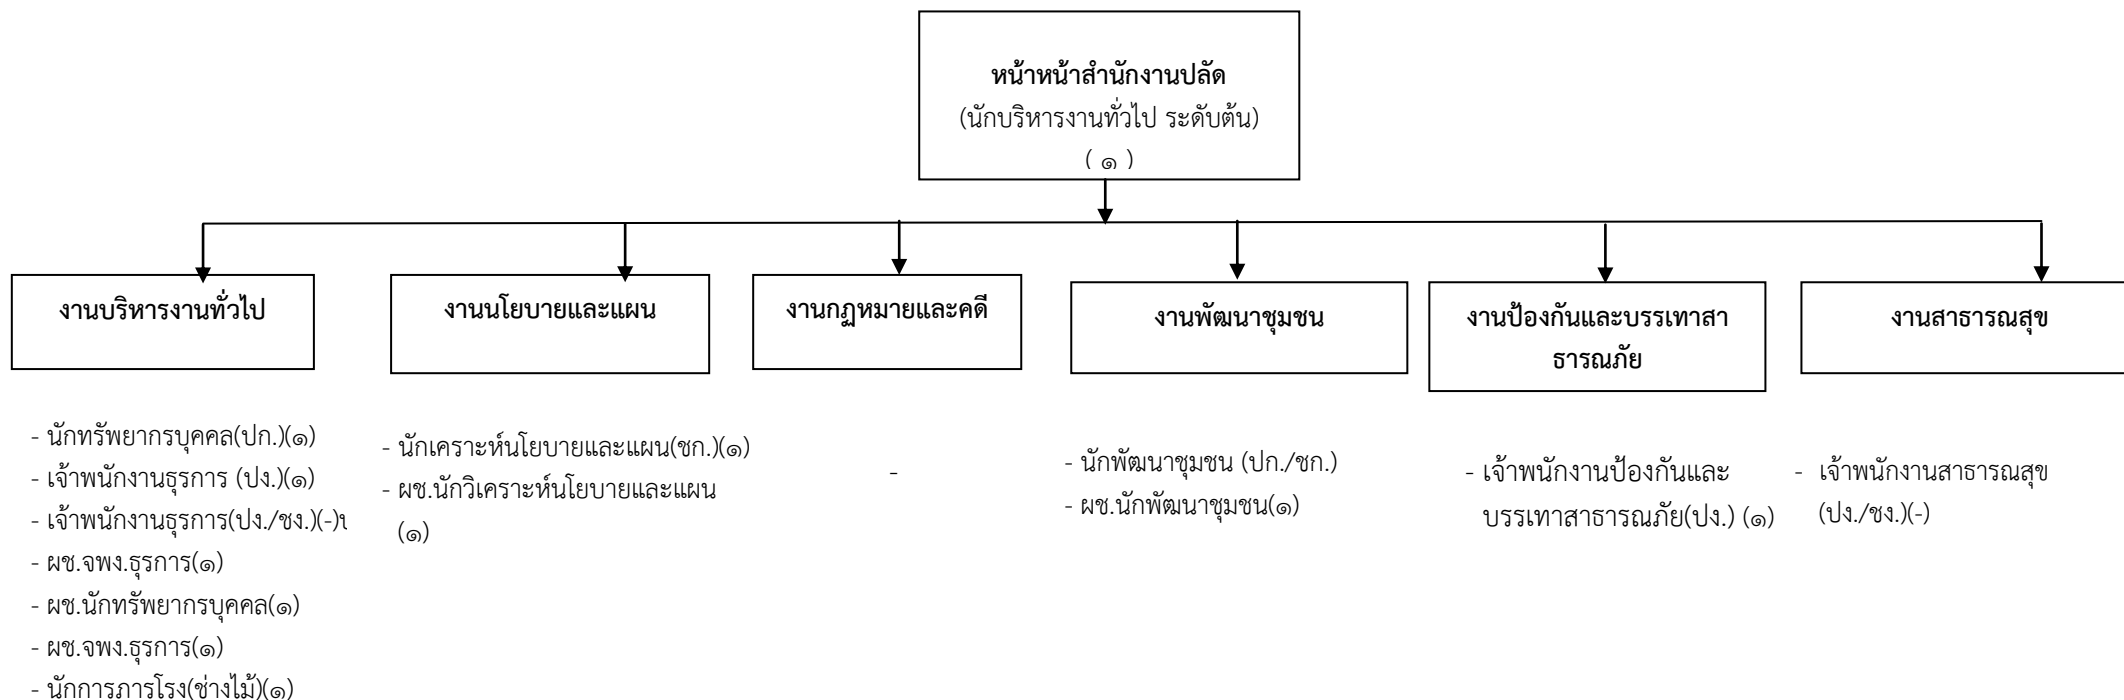 หน้าหน้าสำนักงานปลัด
(นักบริหารงานทั่วไป ระดับต้น)
( ๑ )
งานบริหารงานทั่วไป
งานนโยบายและแผน
งานกฏหมายและคดี
งานพัฒนาชุมชน
งานป้องกันและบรรเทาสา
ธารณภัย
งานสาธารณสุข
- นักทรัพยากรบุคคล(ปก.)(๑)
- เจ้าพนักงานธุรการ (ปง.)(๑)
- เจ้าพนักงานธุรการ(ปง./ชง.)(-)
- ผช.จพง.ธุรการ(๑)
- ผช.นักทรัพยากรบุคคล(๑)
- ผช.จพง.ธุรการ(๑)
- นักการภารโรง(ช่างไม้)(๑)
- นักเคราะห์นโยบายและแผน(ชก.)(๑)
- ผช.นักวิเคราะห์นโยบายและแผน
(๑)
-
- นักพัฒนาชุมชน (ปก./ชก.)
- ผช.นักพัฒนาชุมชน(๑)
- เจ้าพนักงานป้องกันและ
บรรเทาสาธารณภัย(ปง.) (๑)
- เจ้าพนักงานสาธารณสุข
(ปง./ชง.)(-)